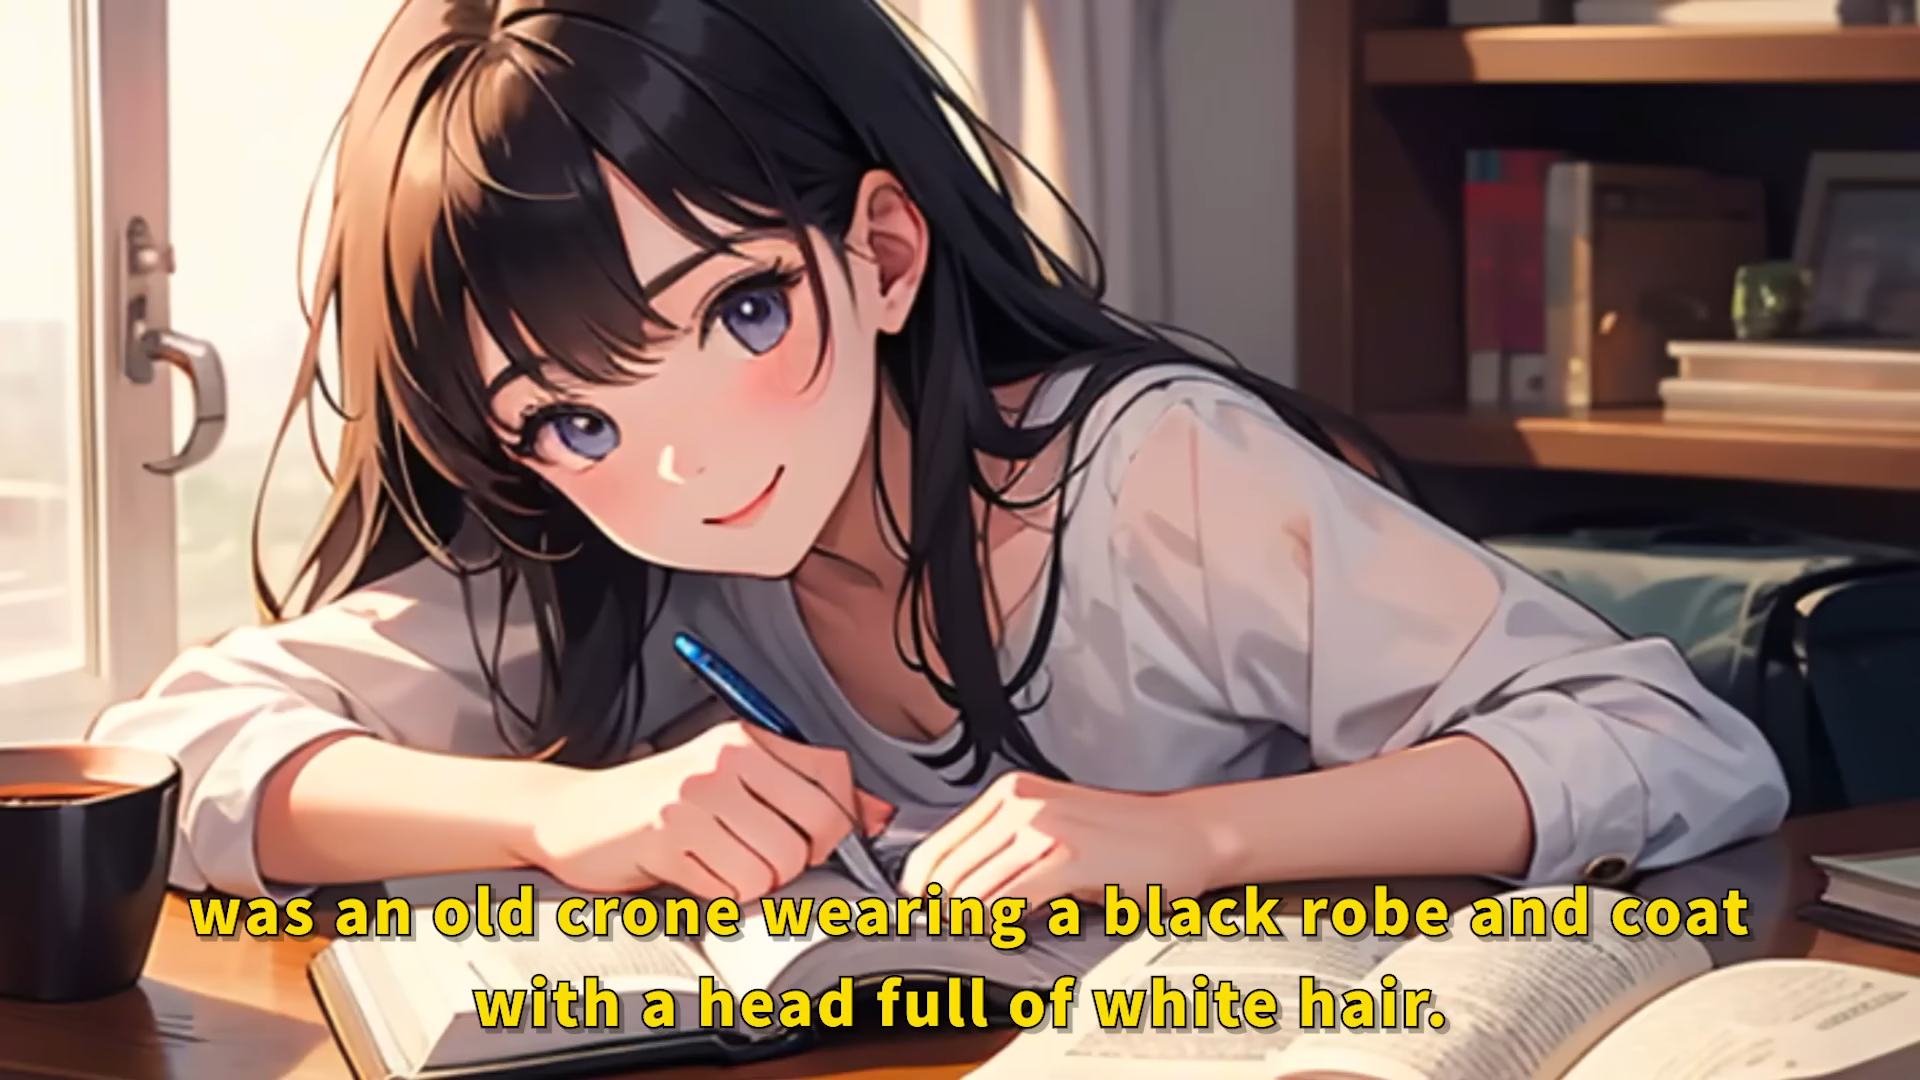 was an old crone wearing a black robe and coat
with a head full of white hair.